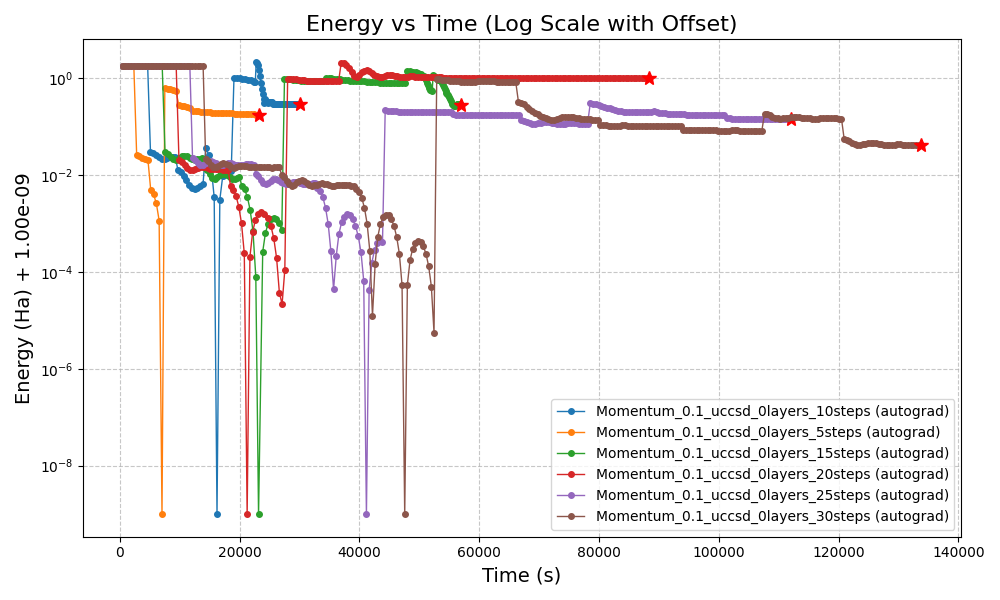 Energy vs Time (Log Scale with Offset)
Energy (Ha) + 1.00e-09
10⁰
10⁻²
10⁻⁴
10⁻⁶
10⁻⁸
Momentum_0.1_uccsd_0layers_10steps (autograd)
Momentum_0.1_uccsd_0layers_5steps (autograd)
Momentum_0.1_uccsd_0layers_15steps (autograd)
Momentum_0.1_uccsd_0layers_20steps (autograd)
Momentum_0.1_uccsd_0layers_25steps (autograd)
Momentum_0.1_uccsd_0layers_30steps (autograd)
0 20000 40000 60000 80000 100000 120000 140000
Time (s)